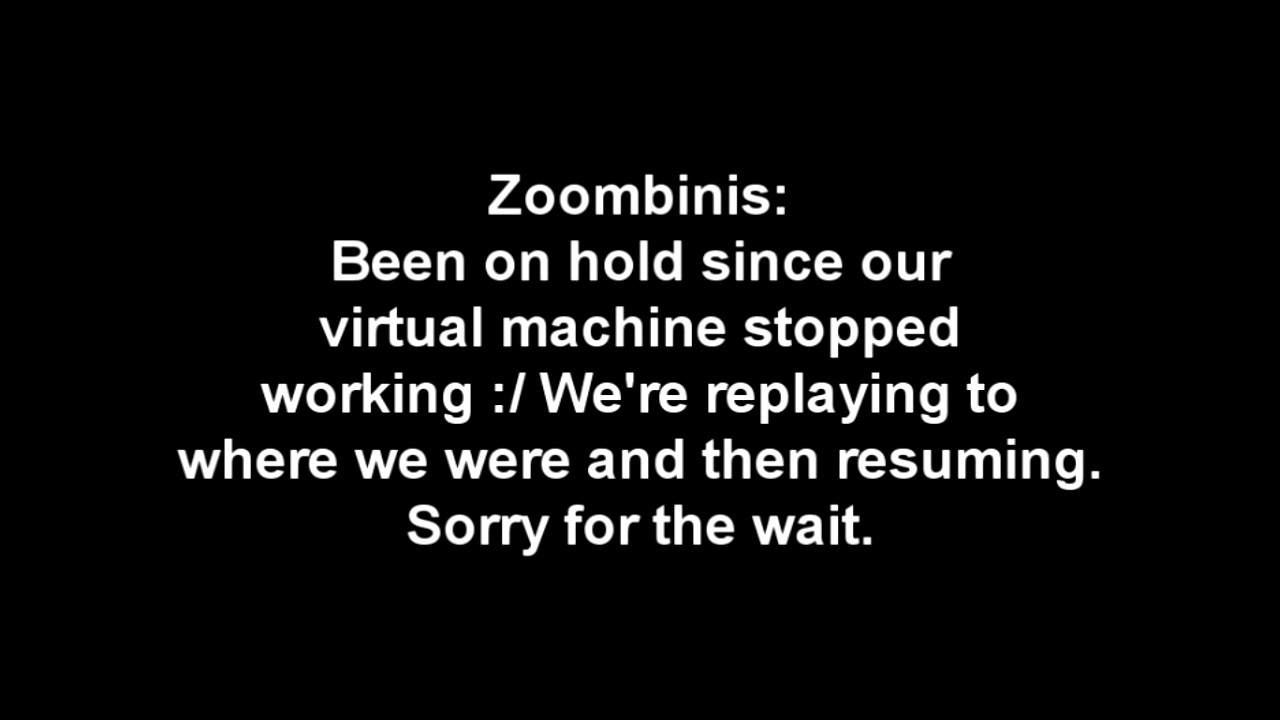 Zoombinis:
Been on hold since our
virtual machine stopped
working :/ We're replaying to
where we were and then resuming.
Sorry for the wait.